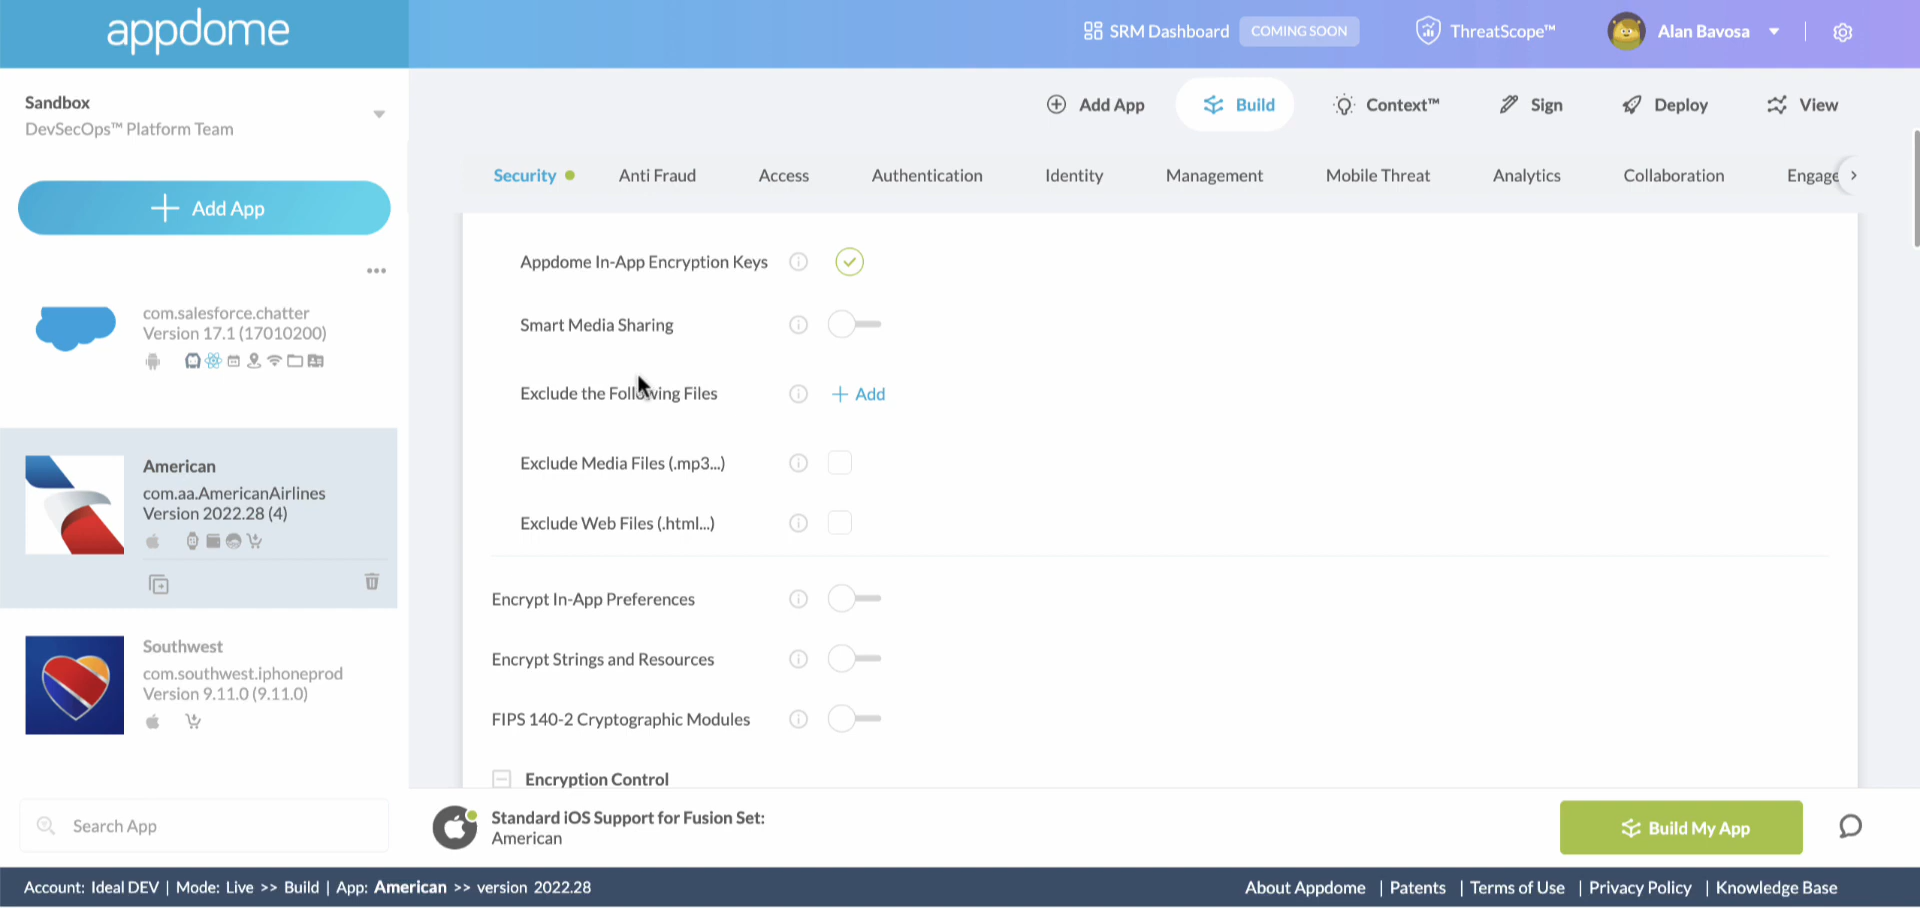 appdome
SRM Dashboard
COMING SOON
ThreatScope™
Alan Bavosa
Sandbox
DevSecOps™ Platform Team
Add App
Build
Context™
Sign
Deploy
View
Security
Anti Fraud
Access
Authentication
Identity
Management
Mobile Threat
Analytics
Collaboration
Engage
Add App
com.salesforce.chatter
Version 17.1 (17010200)
American
com.aa.AmericanAirlines
Version 2022.28 (4)
Southwest
com.southwest.iphoneprod
Version 9.11.0 (9.11.0)
Search App
Appdome In-App Encryption Keys
Smart Media Sharing
Exclude the Following Files
+ Add
Exclude Media Files (.mp3...)
Exclude Web Files (.html...)
Encrypt In-App Preferences
Encrypt Strings and Resources
FIPS 140-2 Cryptographic Modules
Encryption Control
Standard iOS Support for Fusion Set:
American
Build My App
Account: Ideal DEV | Mode: Live >> Build | App: American >> version 2022.28
About Appdome | Patents | Terms of Use | Privacy Policy | Knowledge Base